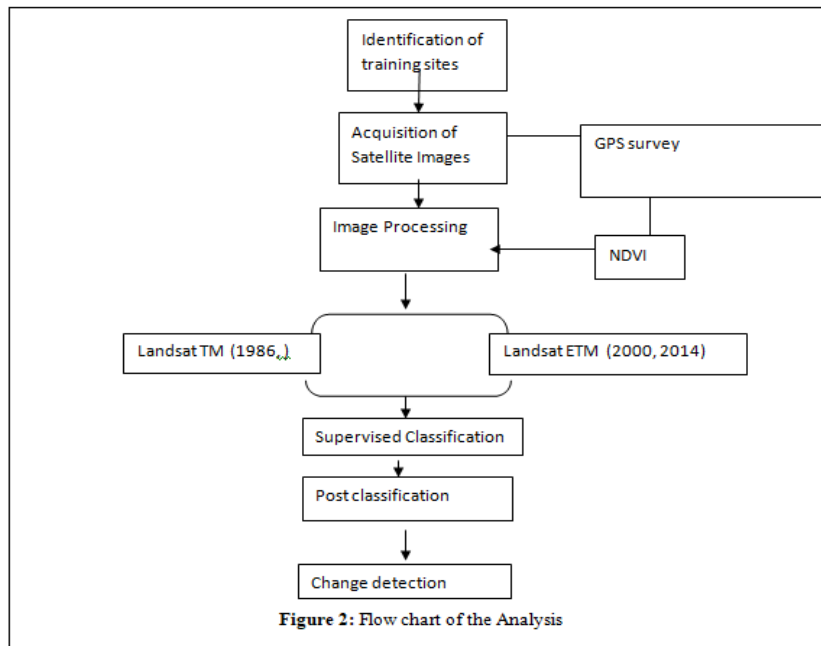 Identification of
training sites
Acquisition of
Satellite Images
GPS survey
Image Processing
NDVI
Landsat TM (1986,)
Landsat ETM (2000, 2014)
Supervised Classification
Post classification
Change detection
Figure 2: Flow chart of the Analysis